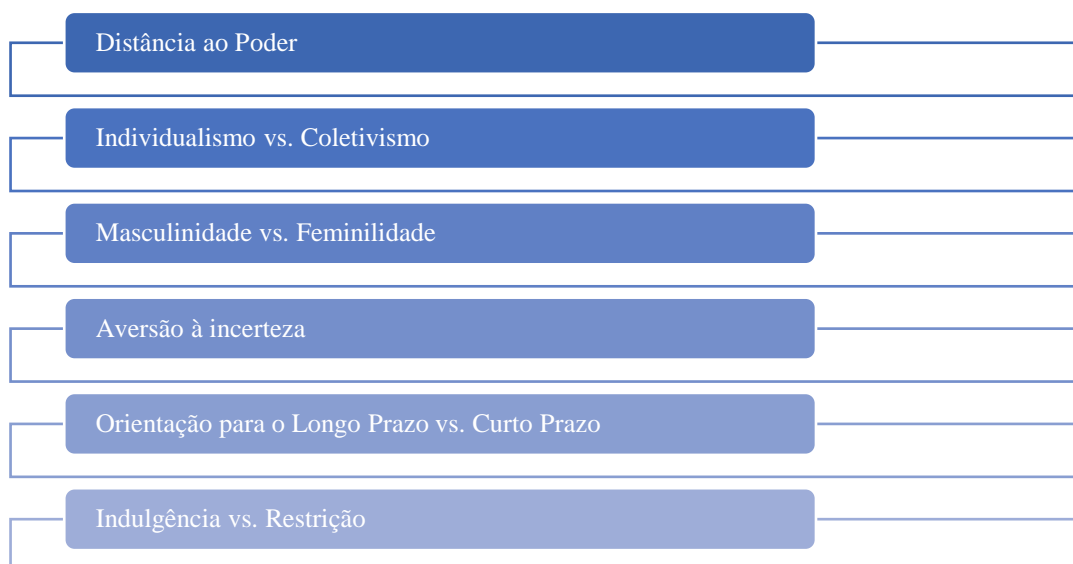 Distância ao Poder
Individualismo vs. Coletivismo
Masculinidade vs. Feminilidade
Aversão à incerteza
Orientação para o Longo Prazo vs. Curto Prazo
Indulgência vs. Restrição